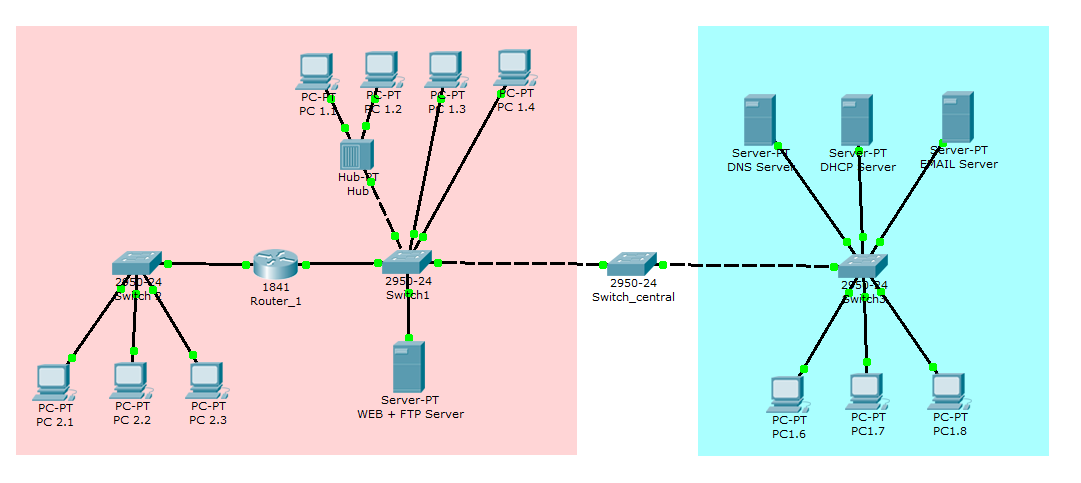 PC-PT
PC 1.1
PC-PT
PC 1.2
PC-PT
PC 1.3
PC-PT
PC 1.4
Hub-PT
Hub
2950-24
Switch 2
1841
Router_1
2950-24
Switch1
Server-PT
WEB + FTP Server
PC-PT
PC 2.1
PC-PT
PC 2.2
PC-PT
PC 2.3
2950-24
Switch_central
Server-PT
DNS Server
Server-PT
DHCP Server
Server-PT
EMAIL Server
2950-24
Switch3
PC-PT
PC1.6
PC-PT
PC1.7
PC-PT
PC1.8